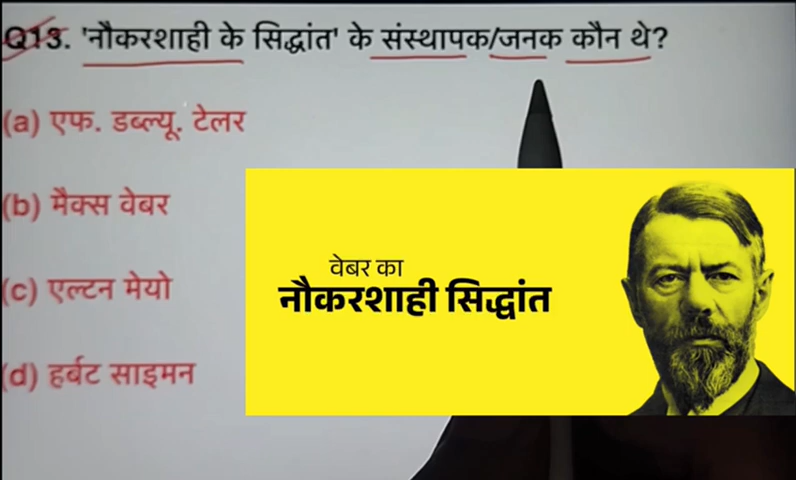 Q13. 'नौकरशाही के सिद्धांत' के संस्थापक/जनक कौन थे?
(a) एफ. डब्ल्यू. टेलर
(b) मैक्स वेबर
(c) एल्टन मेयो
(d) हर्बट साइमन
वेबर का
नौकरशाही सिद्धांत